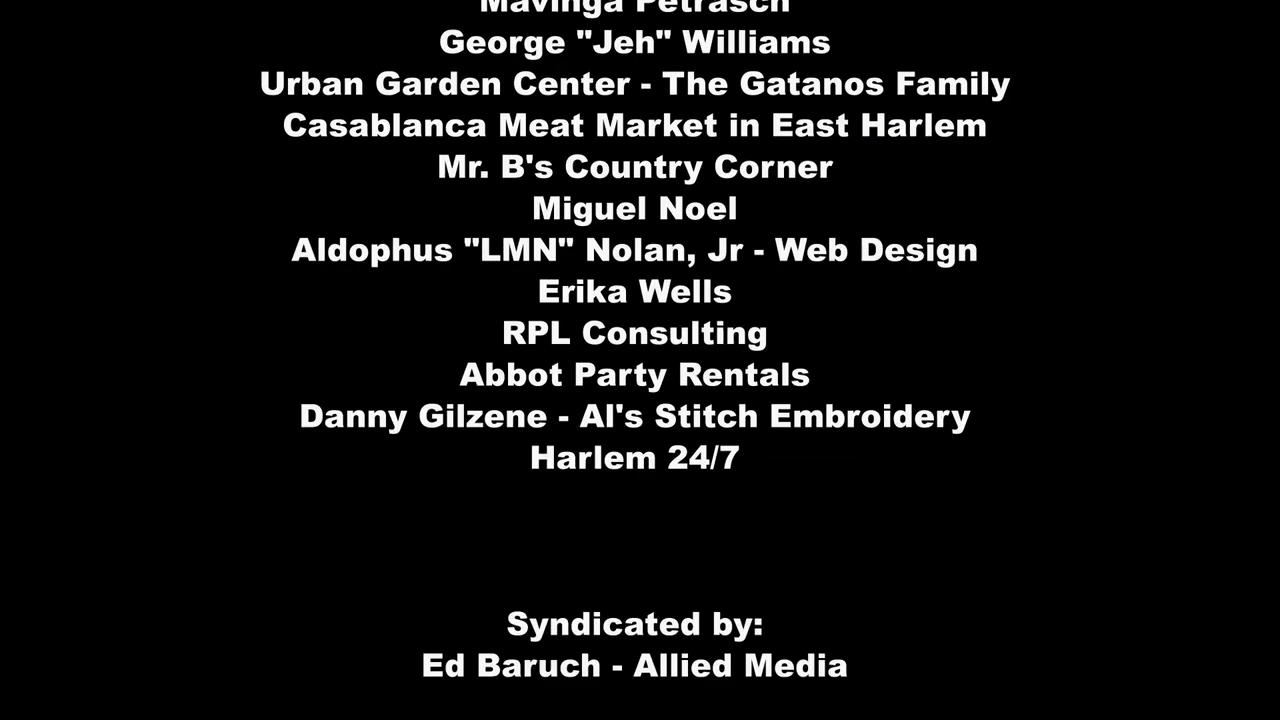 Mavinga Petrasch
George "Jeh" Williams
Urban Garden Center - The Gatanos Family
Casablanca Meat Market in East Harlem
Mr. B's Country Corner
Miguel Noel
Aldophus "LMN" Nolan, Jr - Web Design
Erika Wells
RPL Consulting
Abbot Party Rentals
Danny Gilzene - Al's Stitch Embroidery
Harlem 24/7
Syndicated by:
Ed Baruch - Allied Media